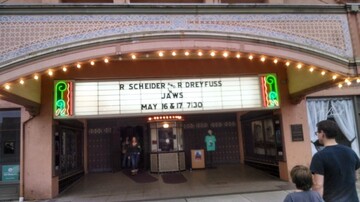 R SCHEIDER R DREYFUSS
JAWS
MAY 16 & 17 7:30